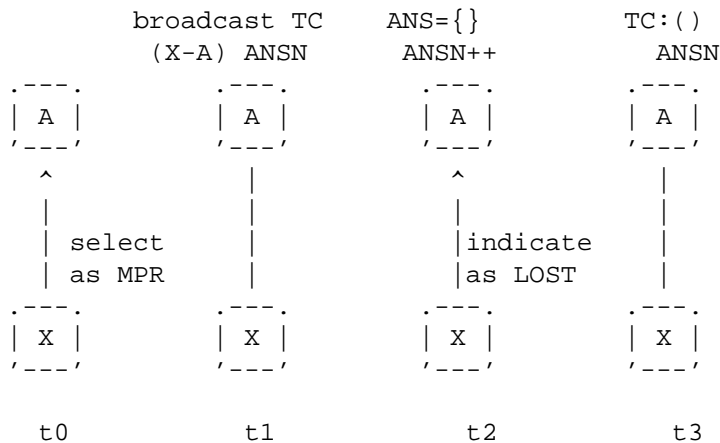 broadcast TC ANS={} TC:()
(X-A) ANSN ANSN++ ANSN
.---. .---. .---. .---.
| A | | A | | A | | A |
'---' '---' '---' '---'
^ | ^ |
| | | |
| select | |indicate |
| as MPR | |as LOST |
.---. .---. .---. .---.
| X | | X | | X | | X |
'---' '---' '---' '---'
t0 t1 t2 t3